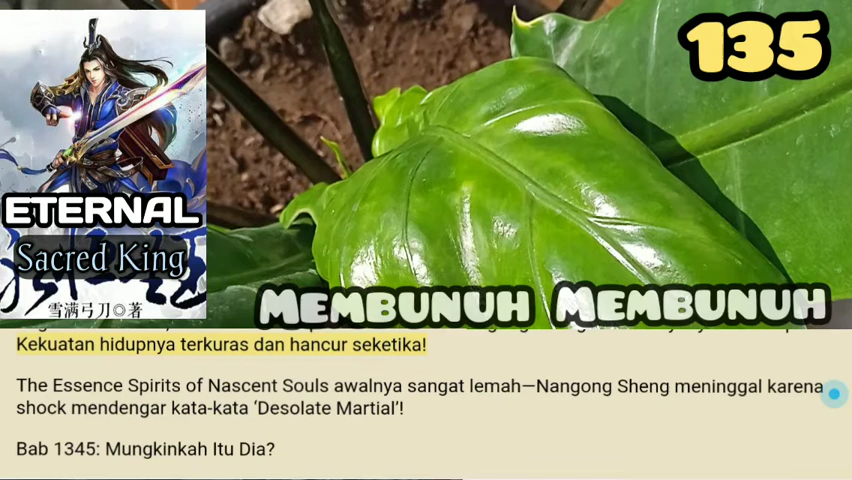 135
ETERNAL
Sacred King
雪满弓刀◎著
MEMBUNUH MEMBUNUH
Kekuatan hidupnya terkuras dan hancur seketika!
The Essence Spirits of Nascent Souls awalnya sangat lemah—Nangong Sheng meninggal karena
shock mendengar kata-kata ‘Desolate Martial’!
Bab 1345: Mungkinkah Itu Dia?